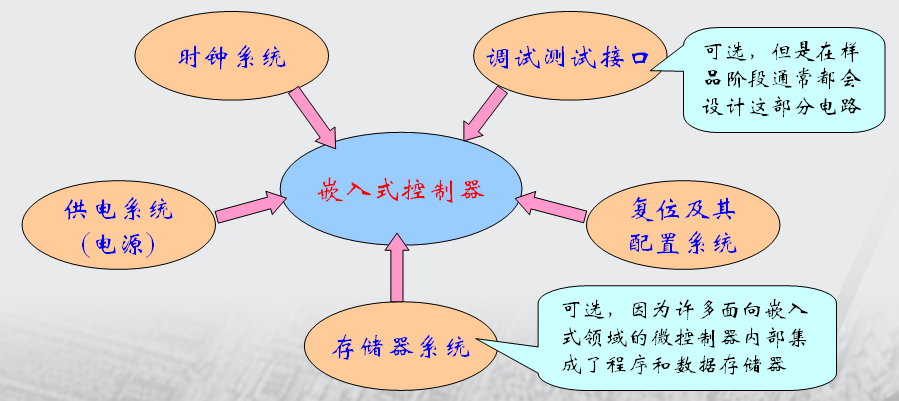 时钟系统
调试测试接口
可选，但是在样
品阶段通常都会
设计这部分电路
嵌入式控制器
供电系统
(电源)
复位及其
配置系统
存储器系统
可选，因为许多面向嵌入
式领域的微控制器内部集
成了程序和数据存储器